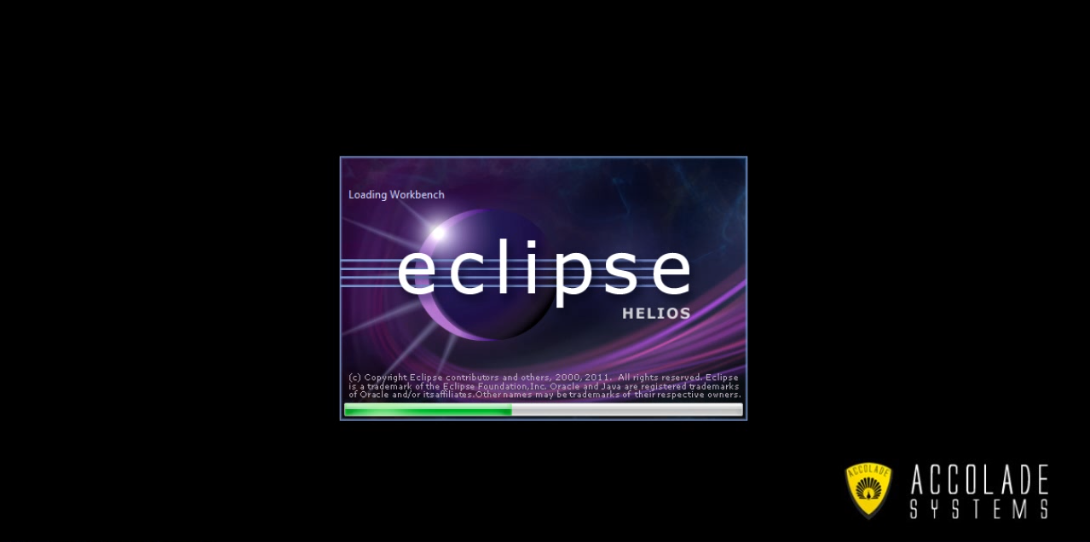 Loading Workbench
eclipse
HELIOS
(c) Copyright Eclipse contributors and others, 2000, 2011. All rights reserved. Eclipse
is a trademark of the Eclipse Foundation,Inc. Oracle and Java are registered trademarks
of Oracle and/or itsaffiliates.Other names may be trademarks of their respective owners.
ACCOLADE
ACCOLADE
SYSTEMS